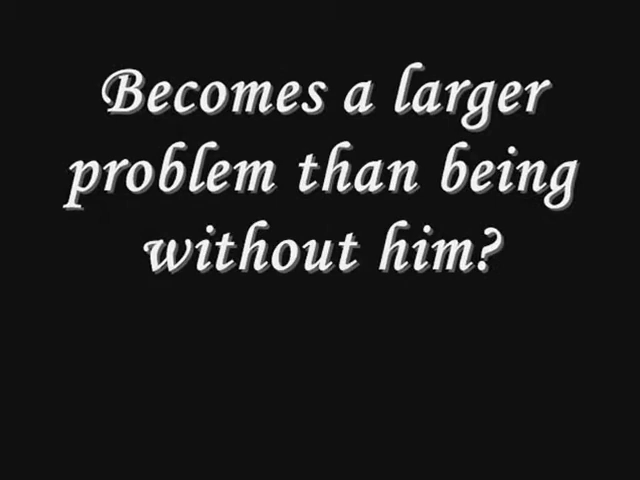 Becomes a larger
problem than being
without him?